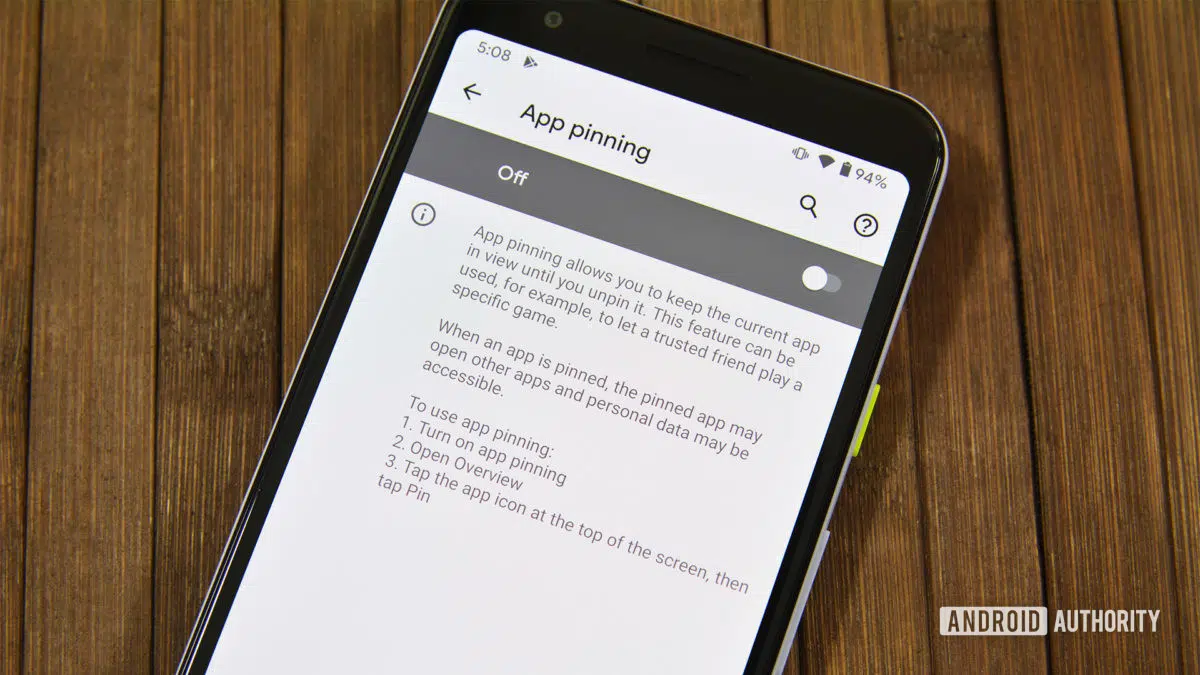 5:08
94%
App pinning
Off
App pinning allows you to keep the current app
in view until you unpin it. This feature can be
used, for example, to let a trusted friend play a
specific game.
When an app is pinned, the pinned app may
open other apps and personal data may be
accessible.
To use app pinning:
1. Turn on app pinning
2. Open Overview
3. Tap the app icon at the top of the screen, then
tap Pin
ANDROID AUTHORITY